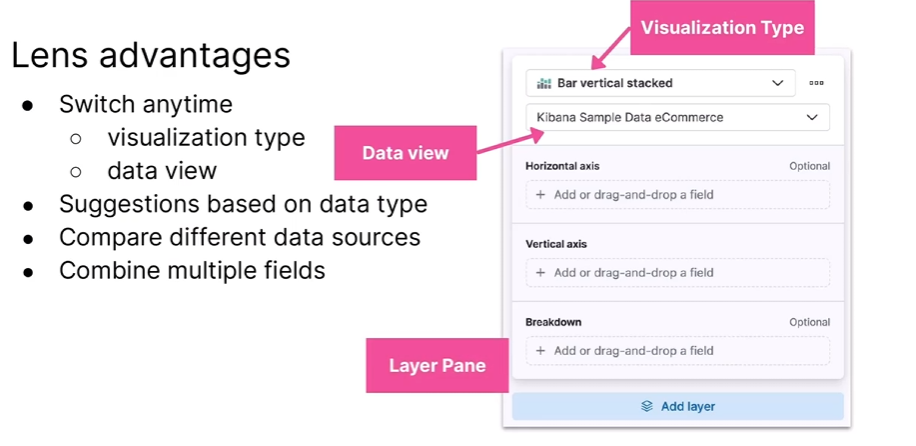 Lens advantages
● Switch anytime
○ visualization type
○ data view
● Suggestions based on data type
● Compare different data sources
● Combine multiple fields
Visualization Type
Bar vertical stacked
Kibana Sample Data eCommerce
Data view
Horizontal axis Optional
+ Add or drag-and-drop a field
Vertical axis
+ Add or drag-and-drop a field
Breakdown Optional
+ Add or drag-and-drop a field
Layer Pane
Add layer